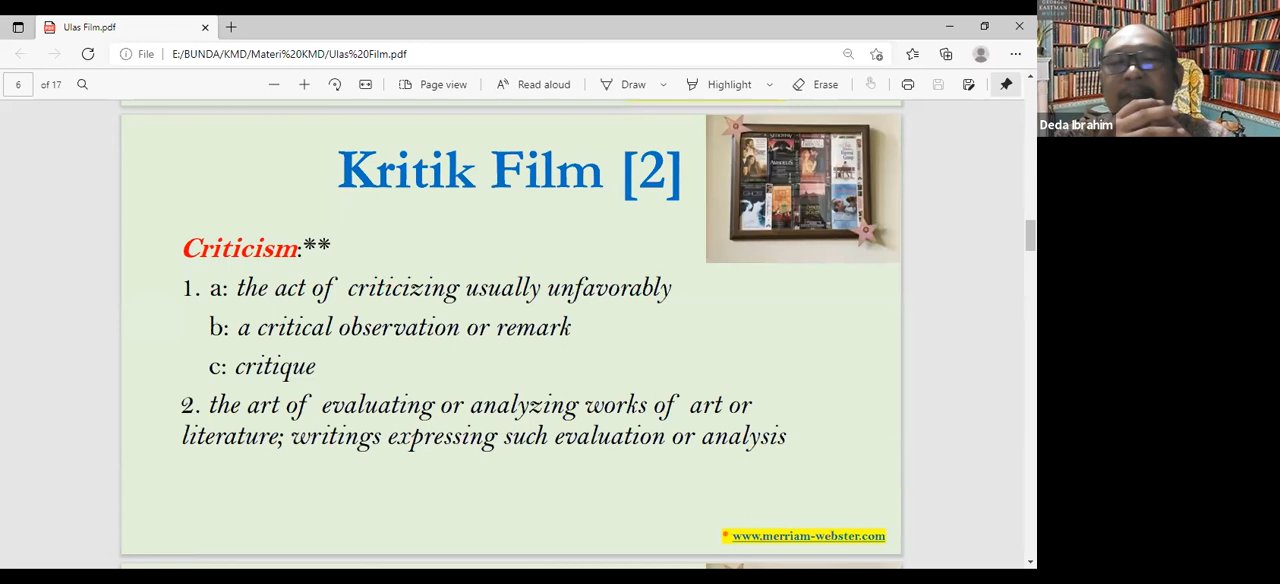 Ulas Film.pdf
File
E:/BUNDA/KMD/Materi%20KMD/Ulas%20Film.pdf
6 of 17
Page view
Read aloud
Draw
Highlight
Erase
GEORGE
EASTMAN
MUSEUM
Deda Ibrahim
Kritik Film [2]
Criticism:**
1. a: the act of criticizing usually unfavorably
b: a critical observation or remark
c: critique
2. the art of evaluating or analyzing works of art or
literature; writings expressing such evaluation or analysis
* www.merriam-webster.com